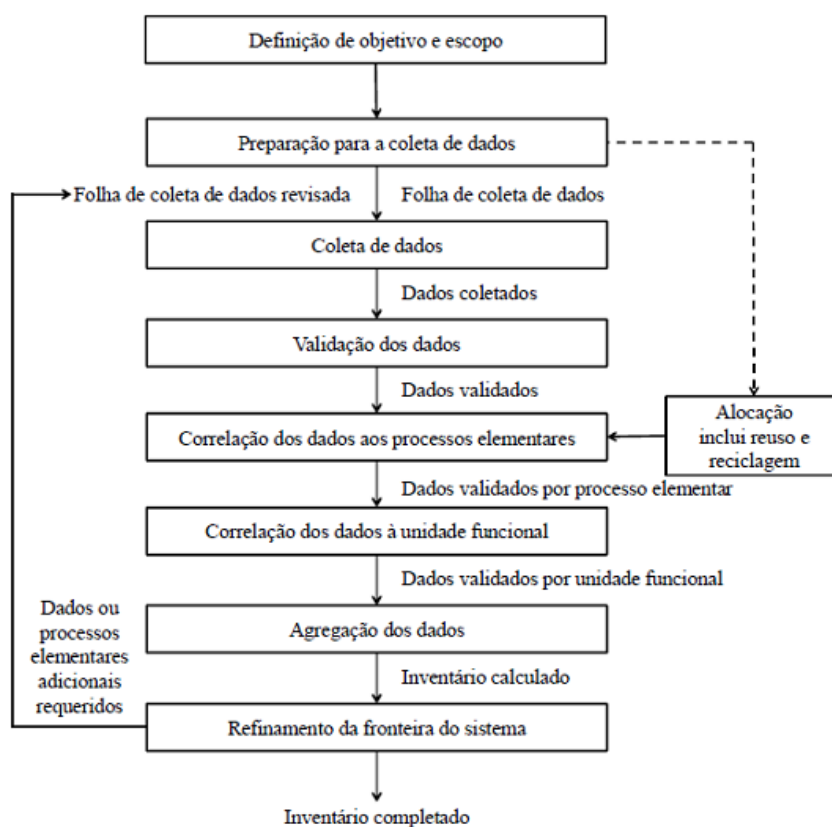 Definição de objetivo e escopo
Preparação para a coleta de dados
Folha de coleta de dados revisada
Folha de coleta de dados
Coleta de dados
Dados coletados
Validação dos dados
Dados validados
Correlação dos dados aos processos elementares
Alocação
inclui reuso e
reciclagem
Dados validados por processo elementar
Correlação dos dados à unidade funcional
Dados validados por unidade funcional
Dados ou
processos
elementares
adicionais
requeridos
Agregação dos dados
Inventário calculado
Refinamento da fronteira do sistema
Inventário completado